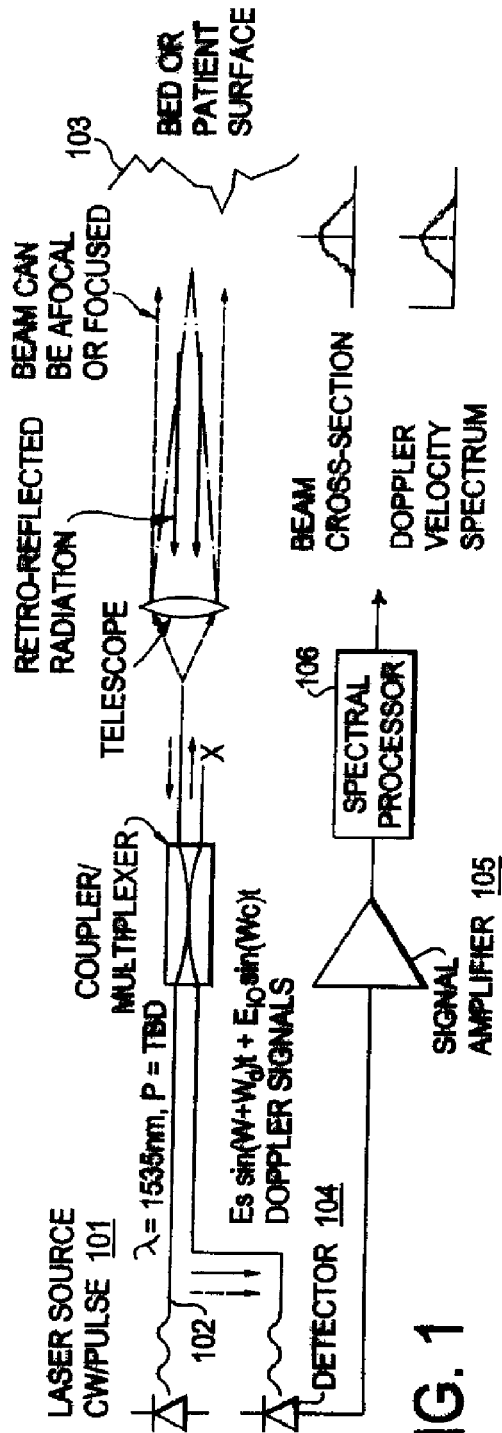 LASER SOURCE
CW/PULSE 101
λ = 1535nm, P = TBD
102
COUPLER/
MULTIPLEXER
X
TELESCOPE
RETRO-REFLECTED
RADIATION
BEAM CAN
BE AFOCAL
OR FOCUSED
103
BED OR
PATIENT
SURFACE
Es sin(W+Wd)t + EIO sin(Wc)t
DOPPLER SIGNALS
DETECTOR 104
SIGNAL
AMPLIFIER 105
106
SPECTRAL
PROCESSOR
BEAM
CROSS-SECTION
DOPPLER
VELOCITY
SPECTRUM
IG. 1